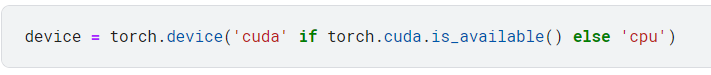 device = torch.device('cuda' if torch.cuda.is_available() else 'cpu')